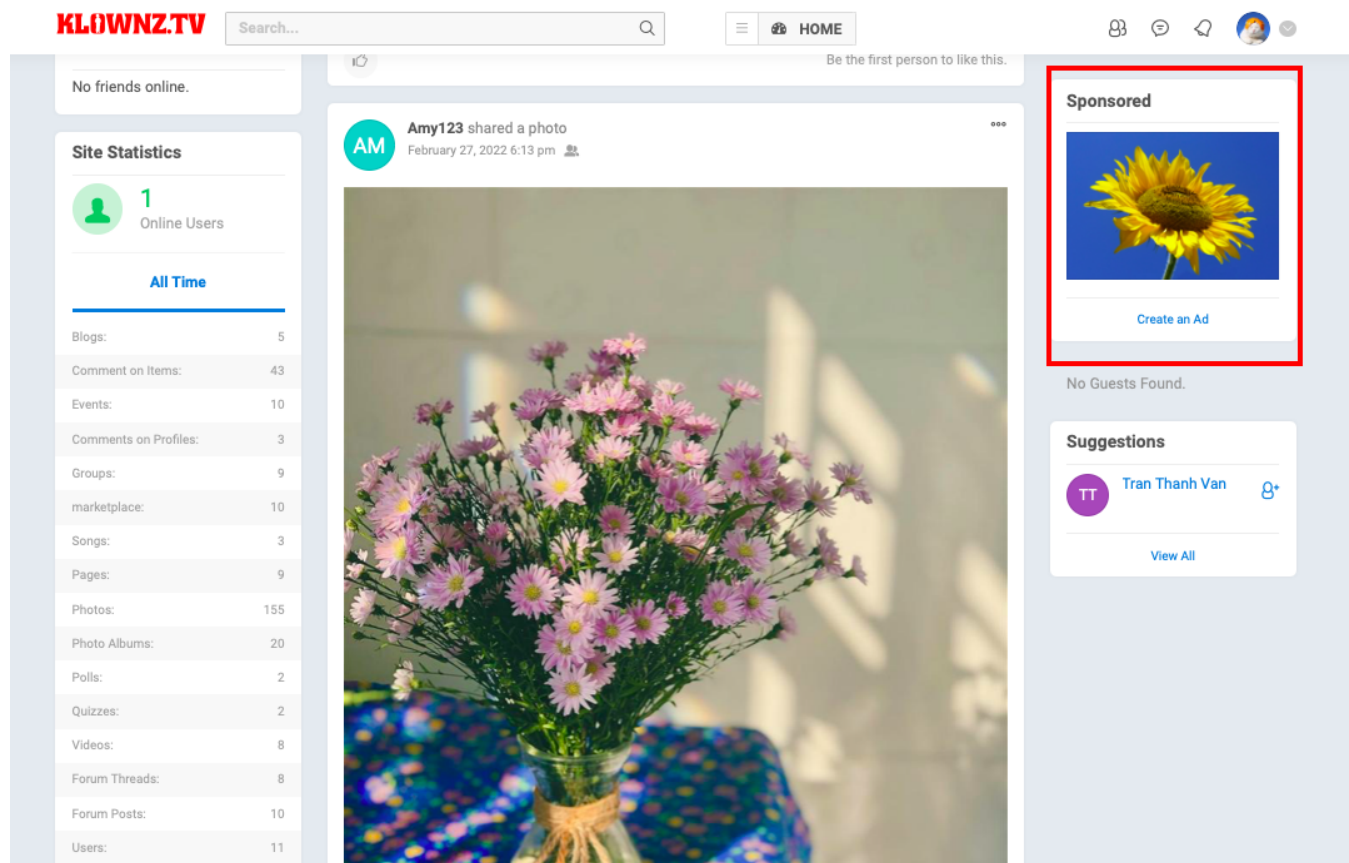 KLOWNZ.TV
Search...
HOME
No friends online.
Site Statistics
1
Online Users
All Time
Blogs: 5
Comment on Items: 43
Events: 10
Comments on Profiles: 3
Groups: 9
marketplace: 10
Songs: 3
Pages: 9
Photos: 155
Photo Albums: 20
Polls: 2
Quizzes: 2
Videos: 8
Forum Threads: 8
Forum Posts: 10
Users: 11
Be the first person to like this.
AM
Amy123 shared a photo
February 27, 2022 6:13 pm
Sponsored
Create an Ad
No Guests Found.
Suggestions
TT
Tran Thanh Van
View All